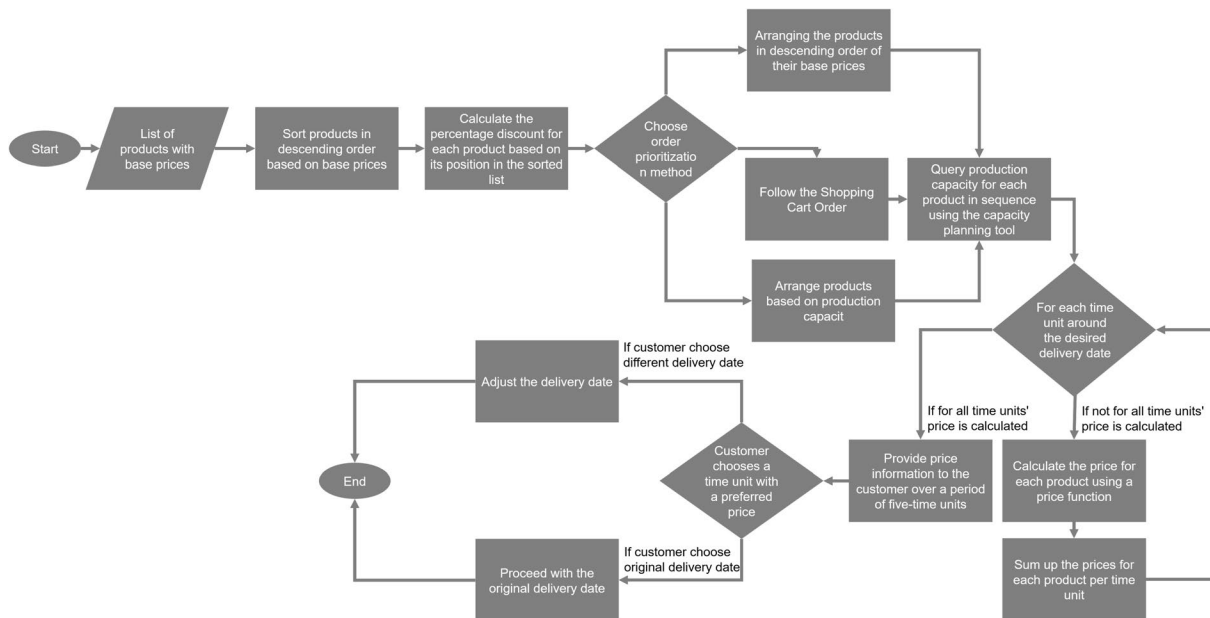 Start
List of
products with
base prices
Sort products in
descending order
based on base prices
Calculate the
percentage discount for
each product based on
its position in the sorted
list
Choose
order
prioritizatio
n method
Arranging the products
in descending order of
their base prices
Follow the Shopping
Cart Order
Arrange products
based on production
capacit
Query production
capacity for each
product in sequence
using the capacity
planning tool
For each time
unit around
the desired
delivery date
If for all time units'
price is calculated
If not for all time units'
price is calculated
Calculate the price for
each product using a
price function
Sum up the prices for
each product per time
unit
Provide price
information to the
customer over a period
of five-time units
Customer
chooses a
time unit with
a preferred
price
If customer choose
different delivery date
Adjust the delivery date
If customer choose
original delivery date
Proceed with the
original delivery date
End